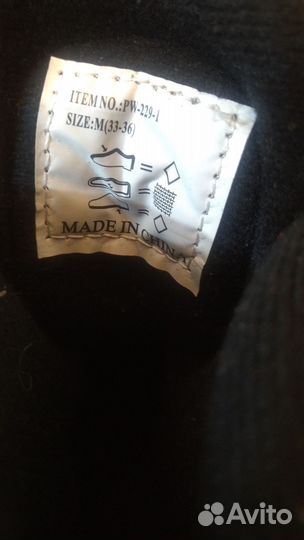 ITEM NO.:PW-229-1
SIZE:M(33-36)
MADE IN CHINA
Avito